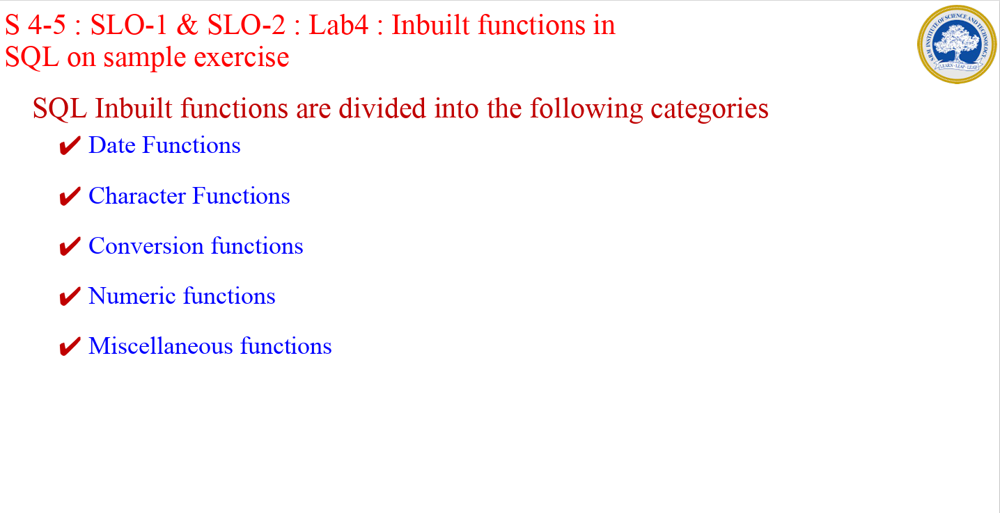 S 4-5 : SLO-1 & SLO-2 : Lab4 : Inbuilt functions in
SQL on sample exercise
SRM INSTITUTE OF SCIENCE AND TECHNOLOGY
LEARN - LEAP - LEAD
SQL Inbuilt functions are divided into the following categories
✔ Date Functions
✔ Character Functions
✔ Conversion functions
✔ Numeric functions
✔ Miscellaneous functions